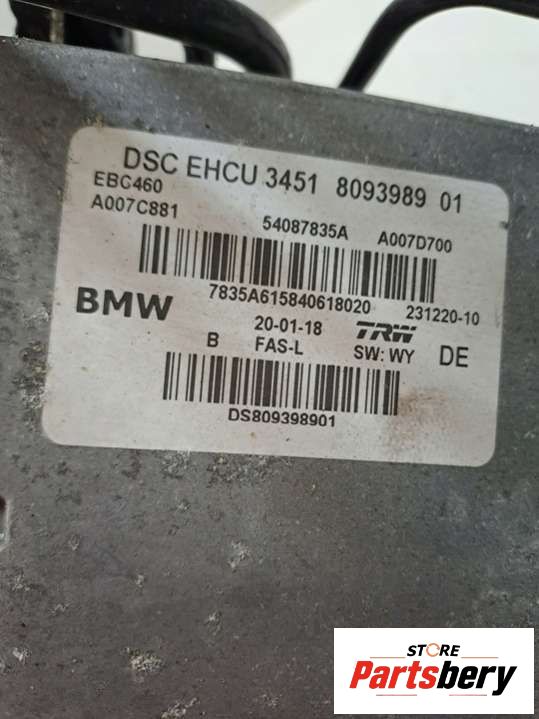 DSC EHCU 3451 8093989 01
EBC460
A007C881
54087835A A007D700
7835A615840618020 231220-10
BMW 20-01-18 TRW
B FAS-L SW: WY DE
DS809398901
STORE
Partsbery